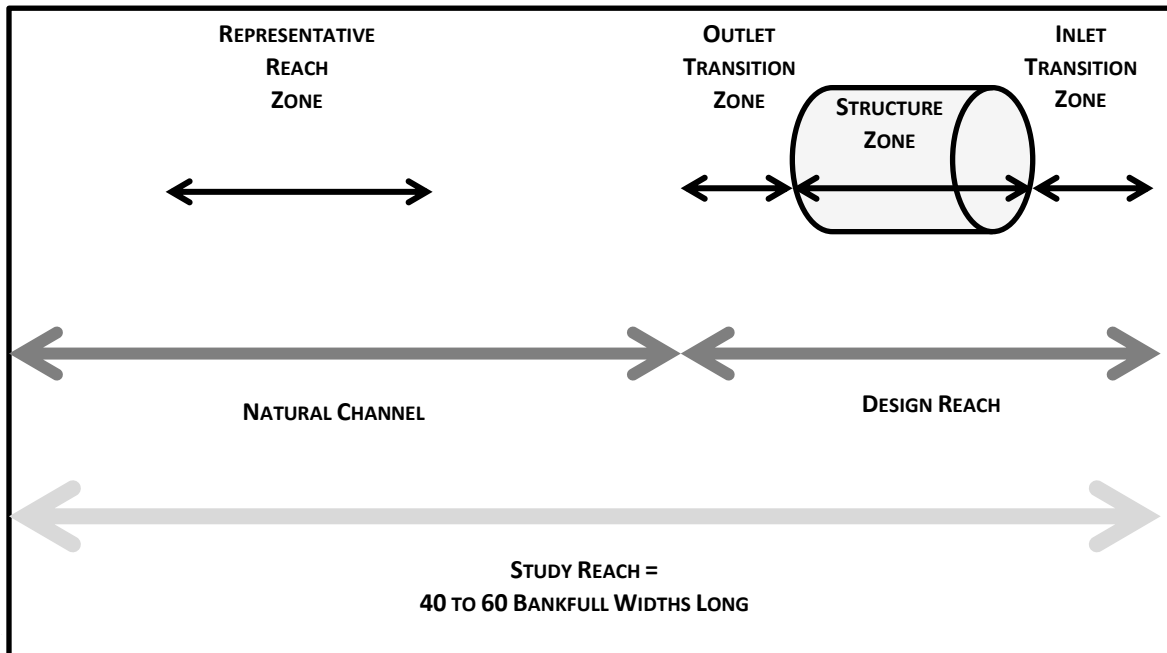 REPRESENTATIVE
REACH
ZONE
OUTLET
TRANSITION
ZONE
STRUCTURE
ZONE
INLET
TRANSITION
ZONE
NATURAL CHANNEL
DESIGN REACH
STUDY REACH =
40 TO 60 BANKFULL WIDTHS LONG